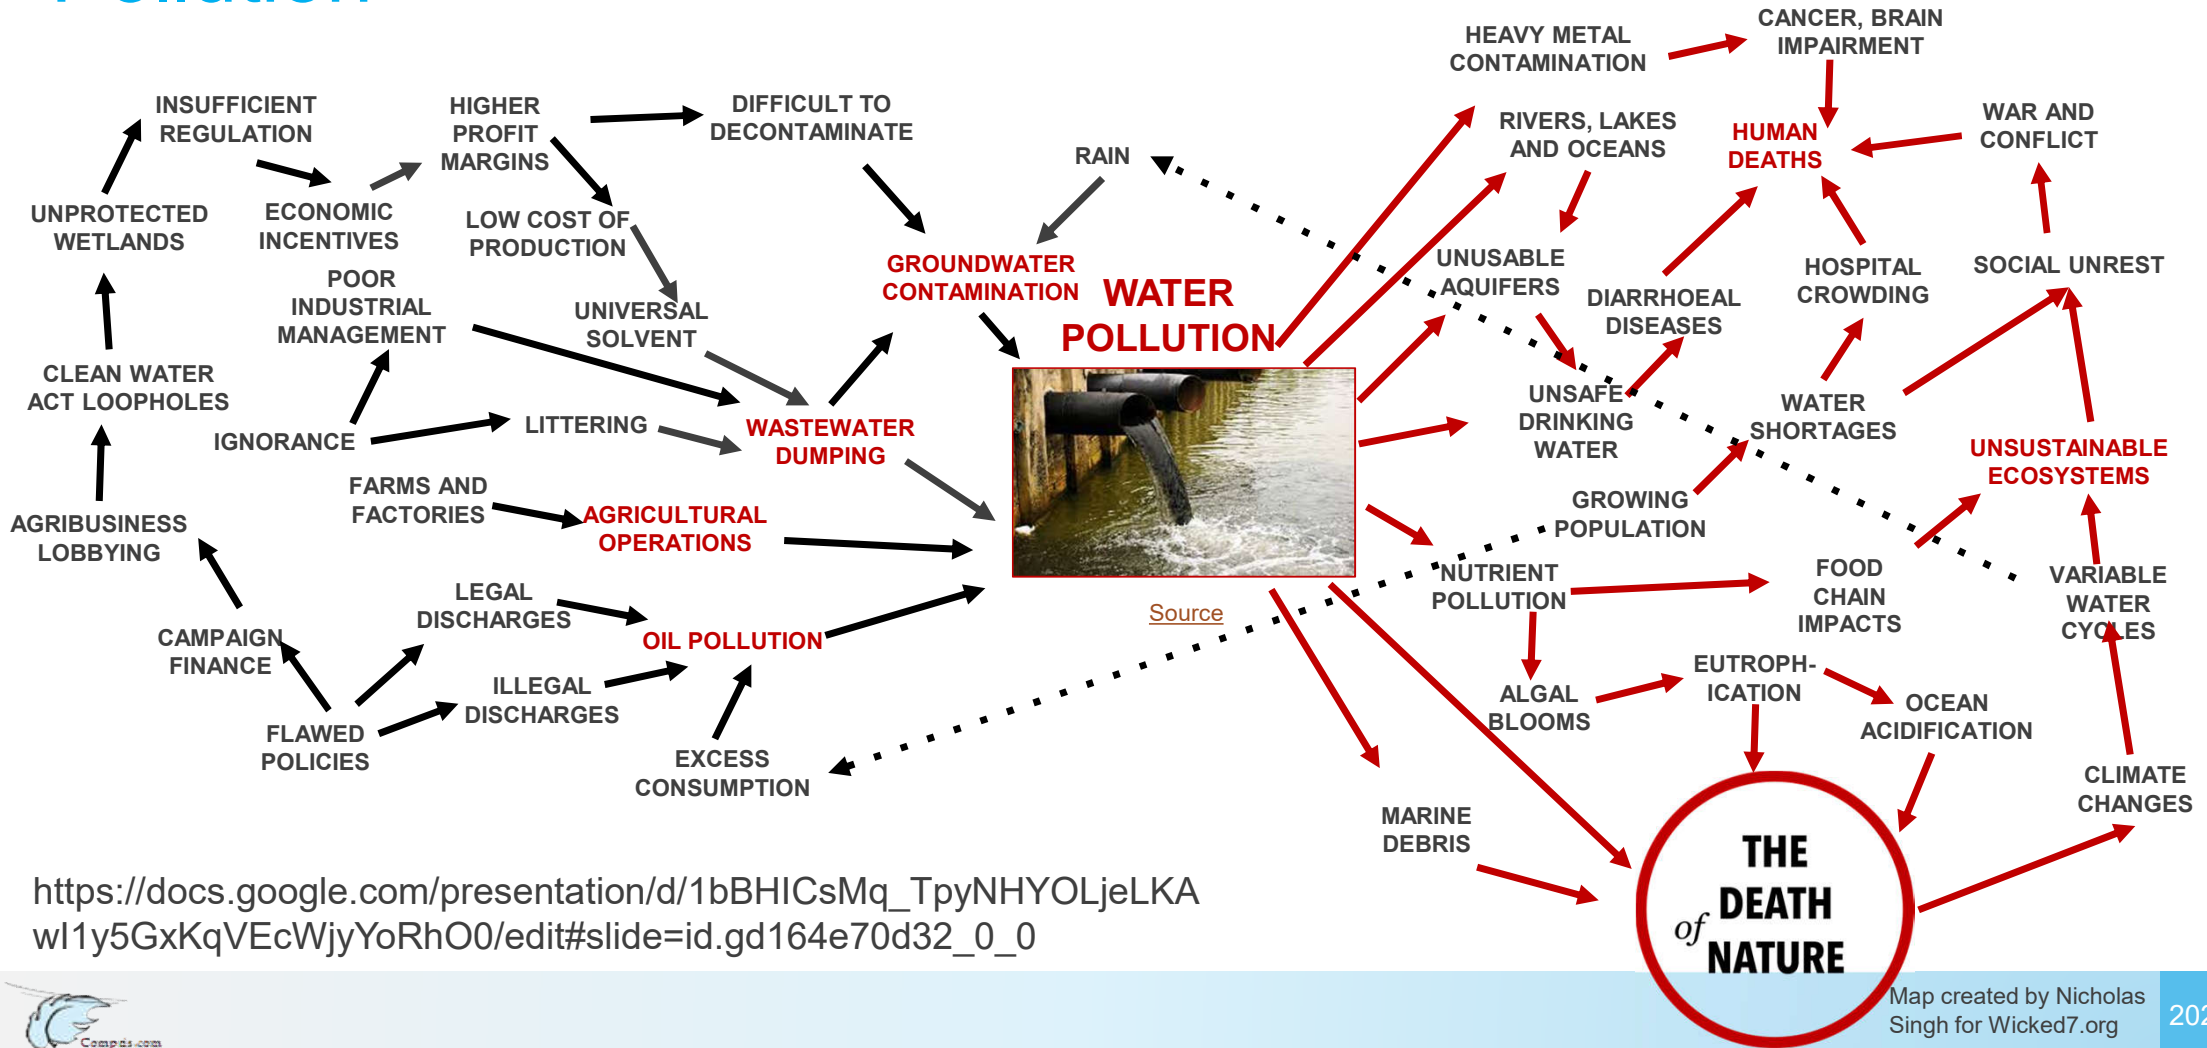 Pollution
INSUFFICIENT
REGULATION
HIGHER
PROFIT
MARGINS
DIFFICULT TO
DECONTAMINATE
RAIN
UNPROTECTED
WETLANDS
ECONOMIC
INCENTIVES
LOW COST OF
PRODUCTION
POOR
INDUSTRIAL
MANAGEMENT
UNIVERSAL
SOLVENT
GROUNDWATER
CONTAMINATION
WATER
POLLUTION
CLEAN WATER
ACT LOOPHOLES
IGNORANCE
LITTERING
WASTEWATER
DUMPING
FARMS AND
FACTORIES
AGRICULTURAL
OPERATIONS
AGRIBUSINESS
LOBBYING
LEGAL
DISCHARGES
OIL POLLUTION
CAMPAIGN
FINANCE
ILLEGAL
DISCHARGES
FLAWED
POLICIES
EXCESS
CONSUMPTION
Source
HEAVY METAL
CONTAMINATION
CANCER, BRAIN
IMPAIRMENT
RIVERS, LAKES
AND OCEANS
HUMAN
DEATHS
WAR AND
CONFLICT
UNUSABLE
AQUIFERS
DIARRHOEAL
DISEASES
HOSPITAL
CROWDING
SOCIAL UNREST
UNSAFE
DRINKING
WATER
WATER
SHORTAGES
UNSUSTAINABLE
ECOSYSTEMS
GROWING
POPULATION
NUTRIENT
POLLUTION
FOOD
CHAIN
IMPACTS
VARIABLE
WATER
CYCLES
ALGAL
BLOOMS
EUTROPH-
ICATION
OCEAN
ACIDIFICATION
CLIMATE
CHANGES
MARINE
DEBRIS
THE
DEATH
of
NATURE
https://docs.google.com/presentation/d/1bBHICsMq_TpyNHYOLjeLKA
wI1y5GxKqVEcWjyYoRhO0/edit#slide=id.gd164e70d32_0_0
Map created by Nicholas
Singh for Wicked7.org
202